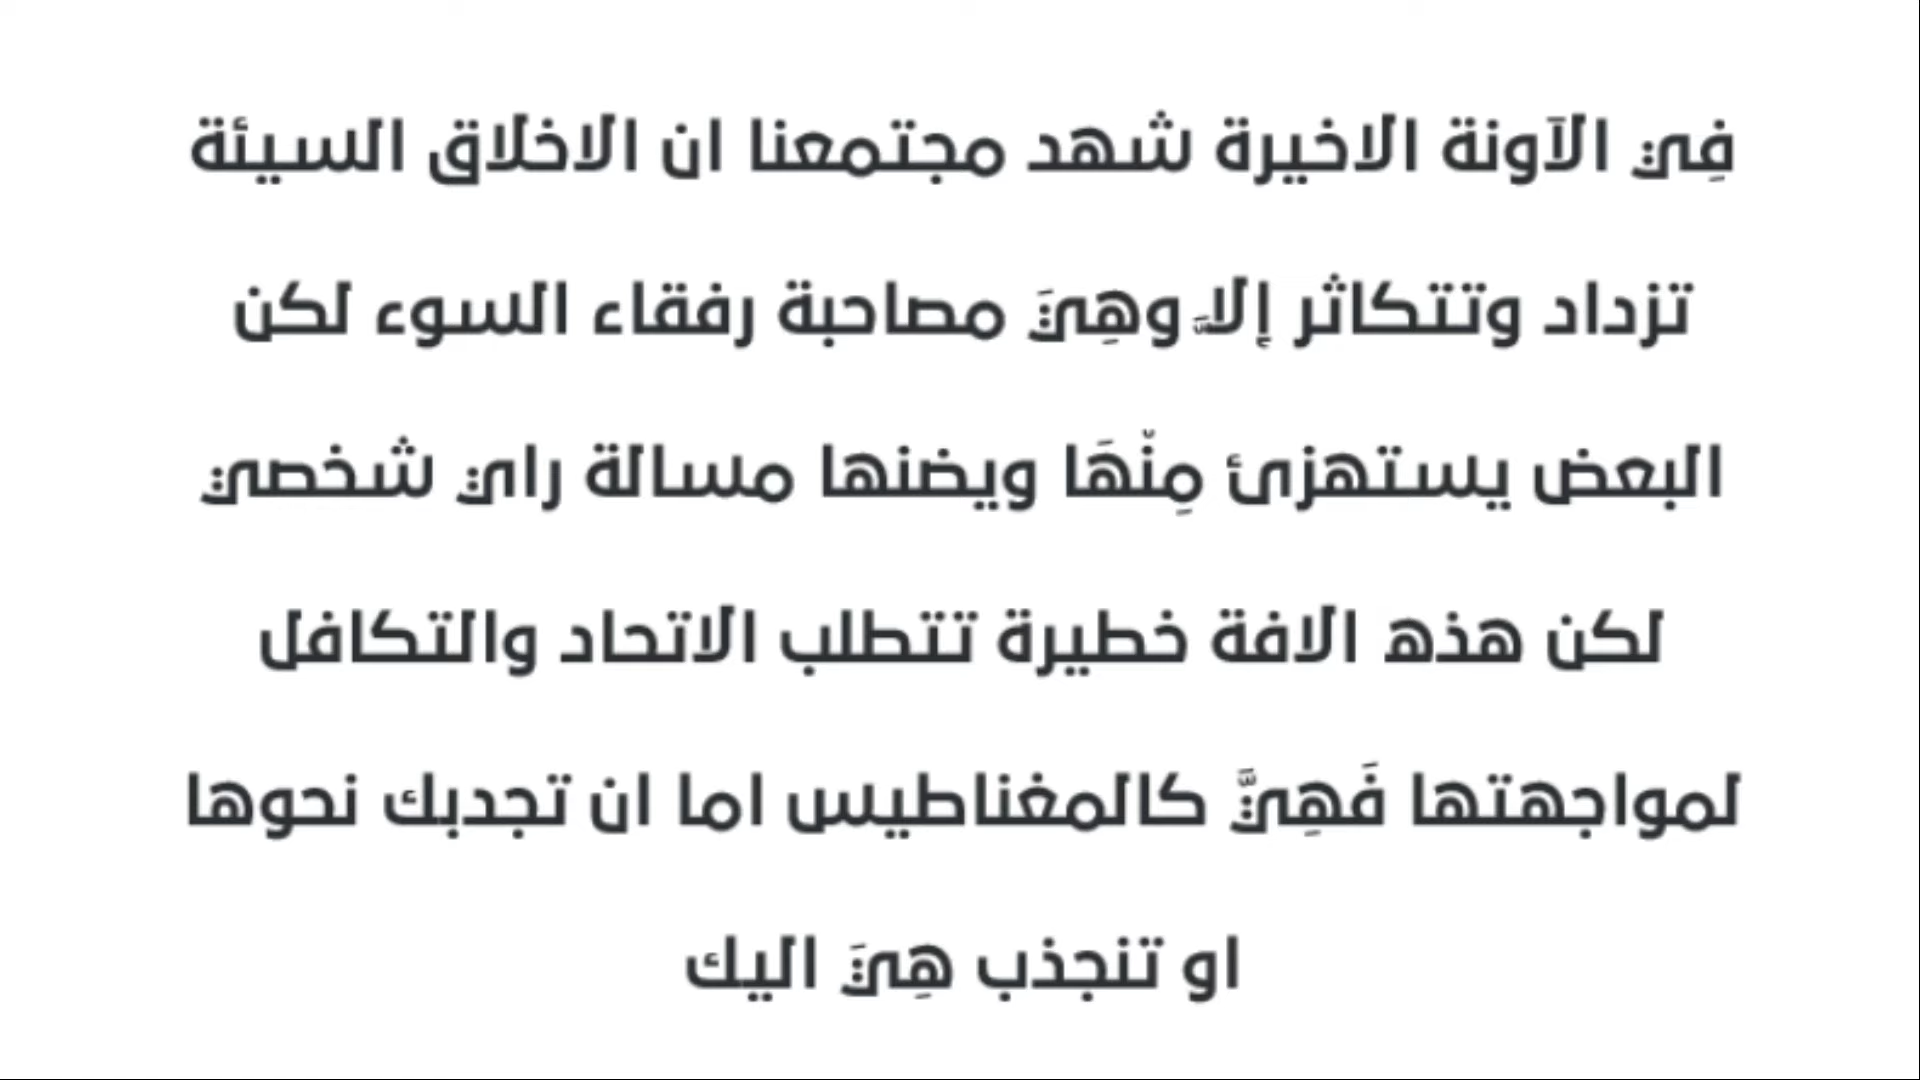 فِي الآونة الاخيرة شهد مجتمعنا ان الاخلاق السيئة
تزداد وتتكاثر إلاَّ وهِيَ مصاحبة رفقاء السوء لكن
البعض يستهزئ مِنْهَا ويضنها مسالة راي شخصي
لكن هذه الافة خطيرة تتطلب الاتحاد والتكافل
لمواجهتها فَهِيَّ كالمغناطيس اما ان تجدبك نحوها
او تنجذب هِيَ اليك